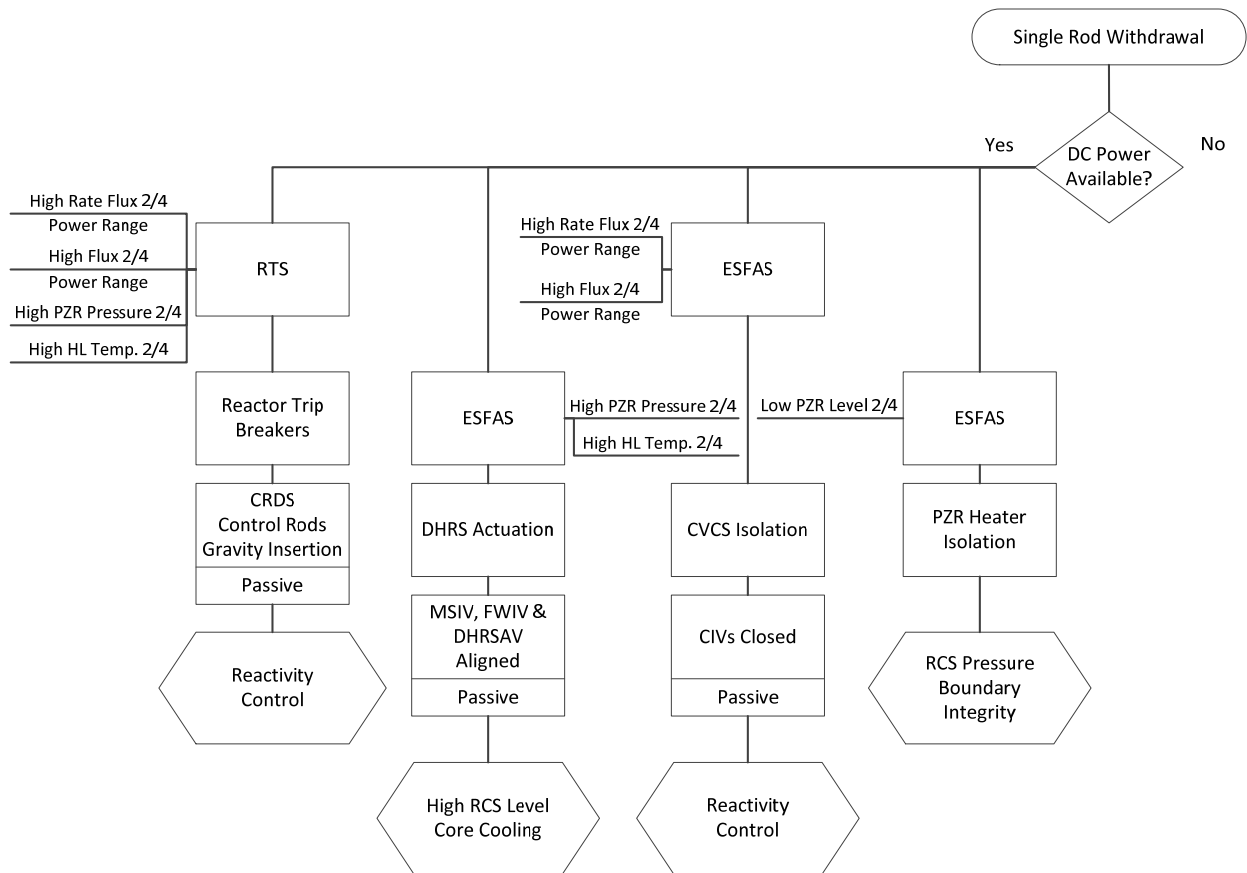 Single Rod Withdrawal
Yes
No
DC Power
Available?
High Rate Flux 2/4
Power Range
High Flux 2/4
Power Range
High PZR Pressure 2/4
High HL Temp. 2/4
RTS
High Rate Flux 2/4
Power Range
High Flux 2/4
Power Range
ESFAS
Reactor Trip
Breakers
ESFAS
High PZR Pressure 2/4
High HL Temp. 2/4
Low PZR Level 2/4
ESFAS
CRDS
Control Rods
Gravity Insertion
Passive
DHRS Actuation
CVCS Isolation
PZR Heater
Isolation
MSIV, FWIV &
DHRSAV
Aligned
Passive
CIVs Closed
Passive
Reactivity
Control
RCS Pressure
Boundary
Integrity
High RCS Level
Core Cooling
Reactivity
Control